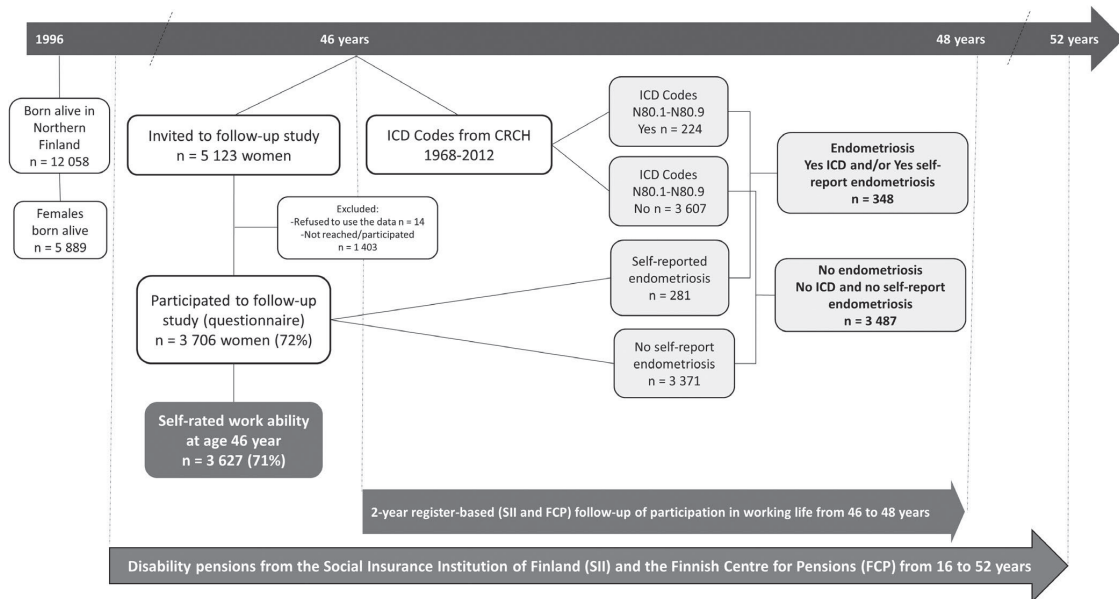 1996
46 years
48 years
52 years
Born alive in
Northern
Finland
n = 12 058
Females
born alive
n = 5 889
Invited to follow-up study
n = 5 123 women
Excluded:
-Refused to use the data n = 14
-Not reached/participated
n = 1 403
Participated to follow-up
study (questionnaire)
n = 3 706 women (72%)
Self-rated work ability
at age 46 year
n = 3 627 (71%)
ICD Codes from CRCH
1968-2012
ICD Codes
N80.1-N80.9
Yes n = 224
ICD Codes
N80.1-N80.9
No n = 3 607
Self-reported
endometriosis
n = 281
No self-report
endometriosis
n = 3 371
Endometriosis
Yes ICD and/or Yes self-
report endometriosis
n = 348
No endometriosis
No ICD and no self-report
endometriosis
n = 3 487
2-year register-based (SII and FCP) follow-up of participation in working life from 46 to 48 years
Disability pensions from the Social Insurance Institution of Finland (SII) and the Finnish Centre for Pensions (FCP) from 16 to 52 years